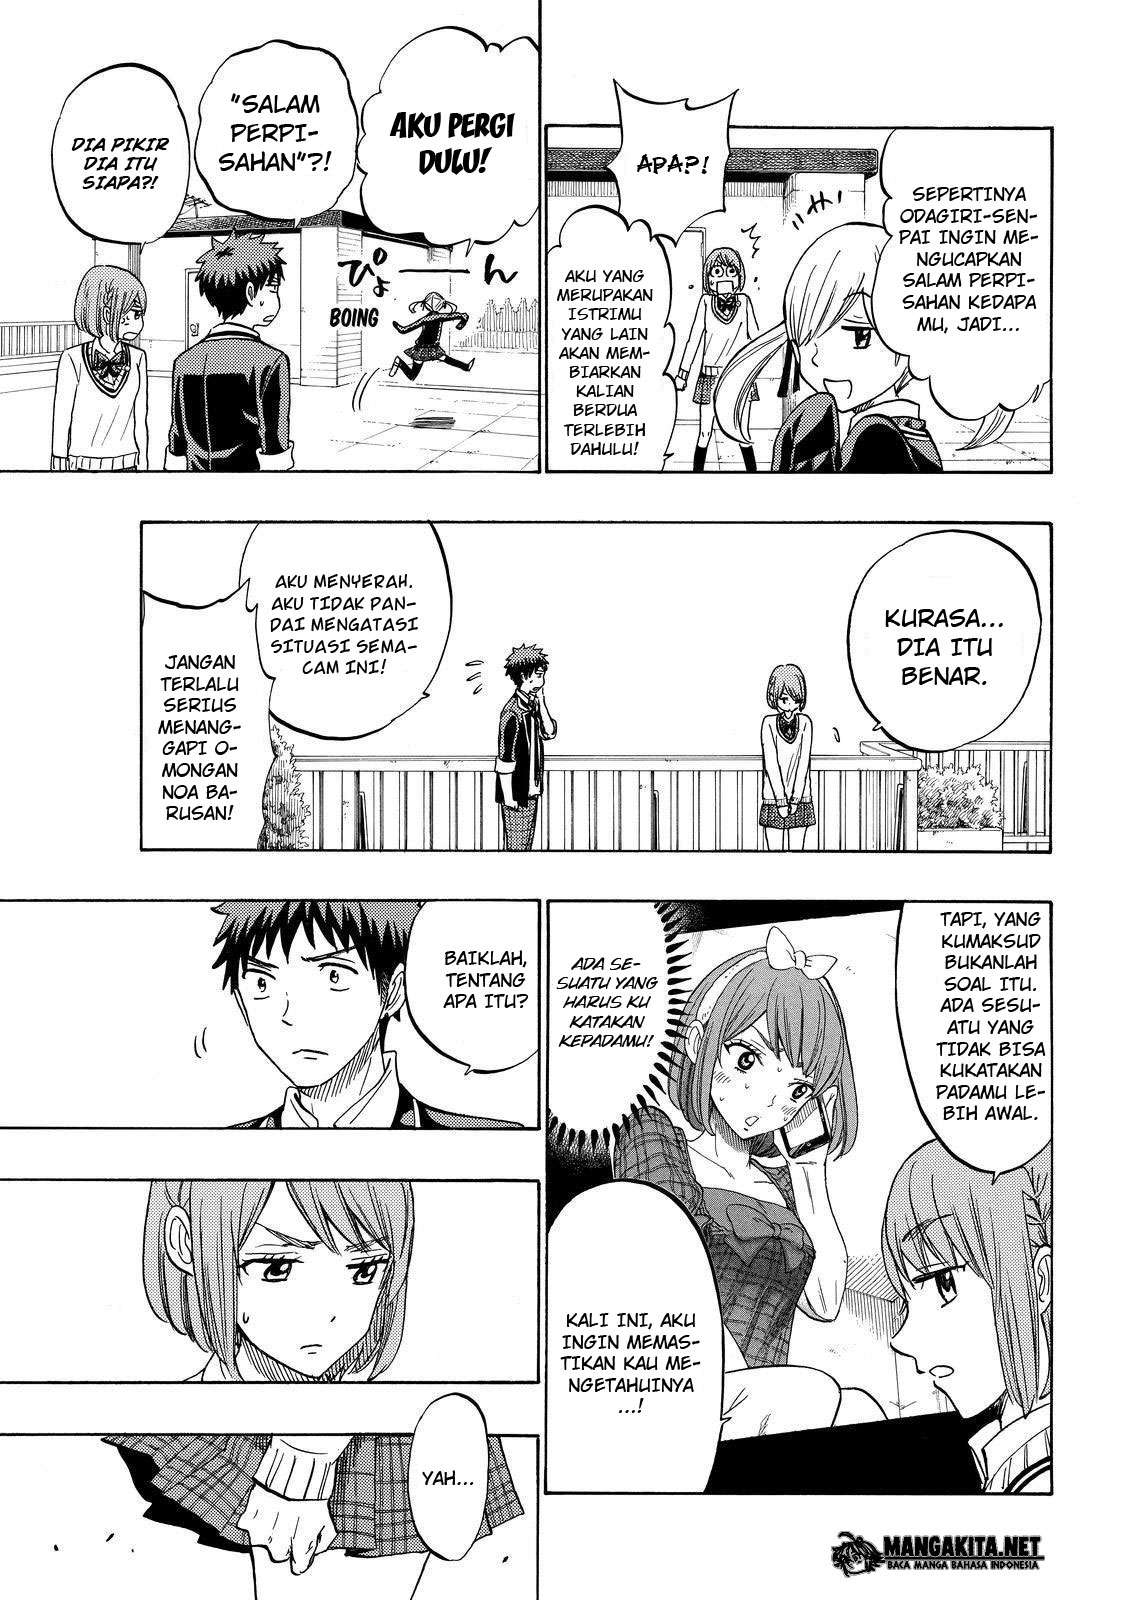 SEPERTINYA
ODAGIRI-SEN-
PAI INGIN ME-
NGUCAPKAN
SALAM PERPI-
SAHAN KEDAPA
MU, JADI...
APA?!
AKU YANG
MERUPAKAN
ISTRIMU
YANG LAIN
AKAN MEM-
BIARKAN
KALIAN
BERDUA
TERLEBIH
DAHULU!
AKU PERGI
DULU!
ぴょーーん
BOING
"SALAM
PERPI-
SAHAN"?!
DIA PIKIR
DIA ITU
SIAPA?!
KURASA...
DIA ITU
BENAR.
AKU MENYERAH.
AKU TIDAK PAN-
DAI MENGATASI
SITUASI SEMA-
CAM INI!
JANGAN
TERLALU
SERIUS
MENANG-
GAPI O-
MONGAN
NOA BA-
RUSAN!
TAPI, YANG
KUMAKSUD
BUKANLAH
SOAL ITU.
ADA SESU-
ATU YANG
TIDAK BISA
KUKATAKAN
PADAMU LE-
BIH AWAL.
ADA SE-
SUATU YANG
HARUS KU
KATAKAN
KEPADAMU!
KALI INI, AKU
INGIN MEMAS-
TIKAN KAU ME-
NGETAHUINYA
...!
BAIKLAH,
TENTANG
APA ITU?
YAH...
MANGAKITA.NET
BACA MANGA BAHASA INDONESIA